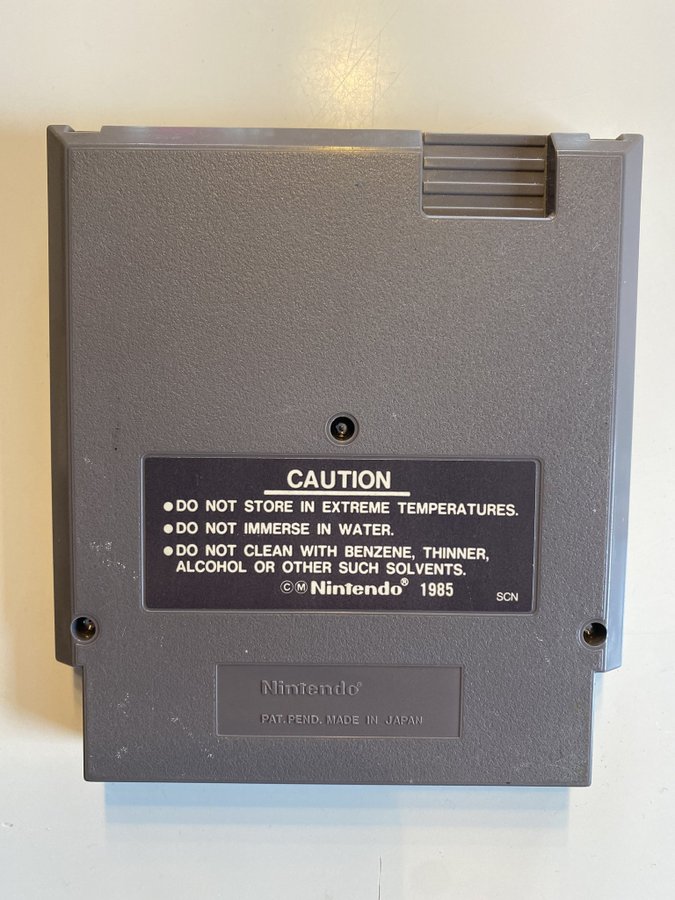 CAUTION
●DO NOT STORE IN EXTREME TEMPERATURES.
●DO NOT IMMERSE IN WATER.
●DO NOT CLEAN WITH BENZENE, THINNER,
ALCOHOL OR OTHER SUCH SOLVENTS.
ⒸⓂ Nintendo® 1985
SCN
Nintendo®
PAT.PEND. MADE IN JAPAN